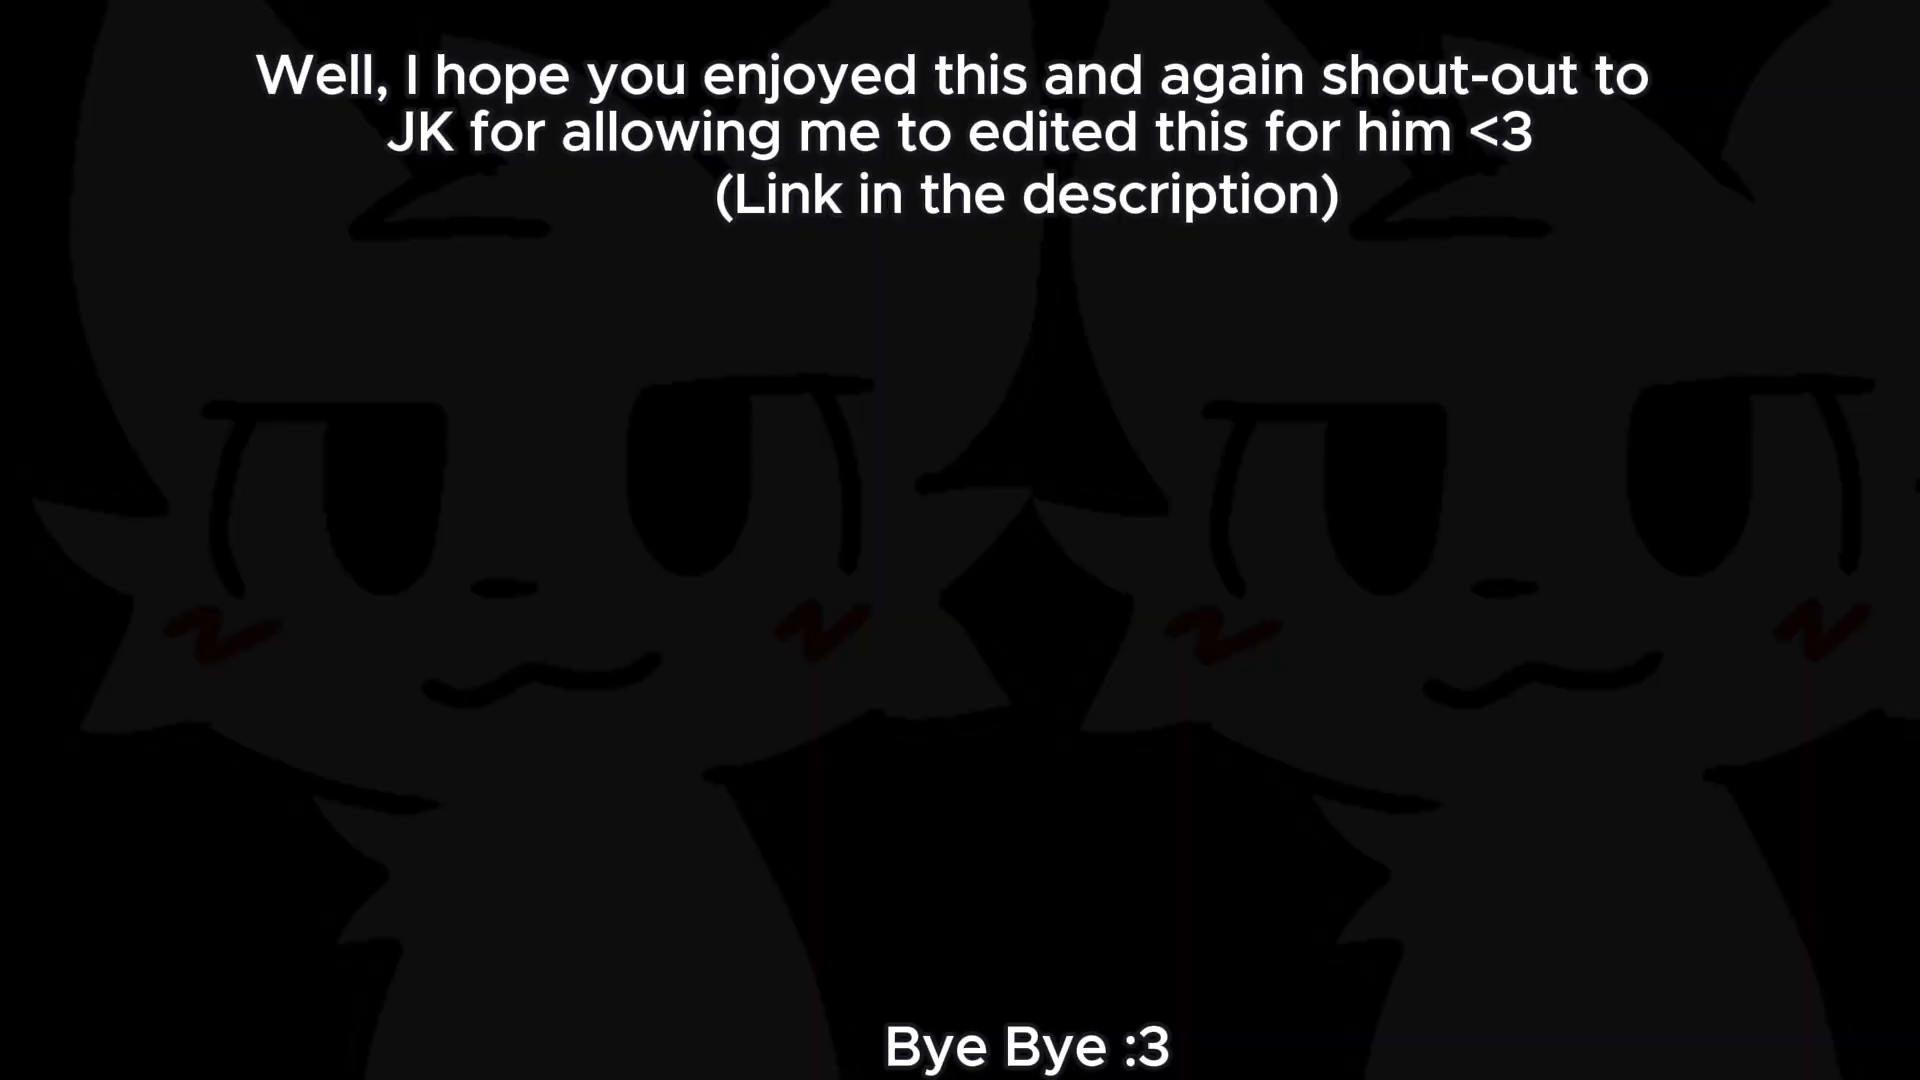 Well, I hope you enjoyed this and again shout-out to
JK for allowing me to edited this for him <3
(Link in the description)
Bye Bye :3